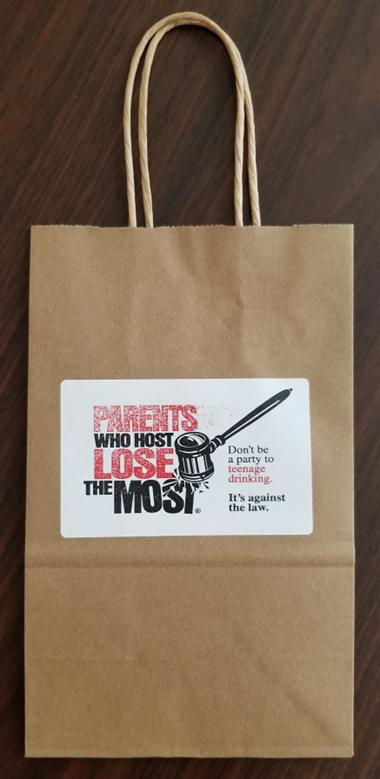 PARENTS
WHO HOST
LOSE
THE MOST®
Don't be
a party to
teenage
drinking.
It's against
the law.